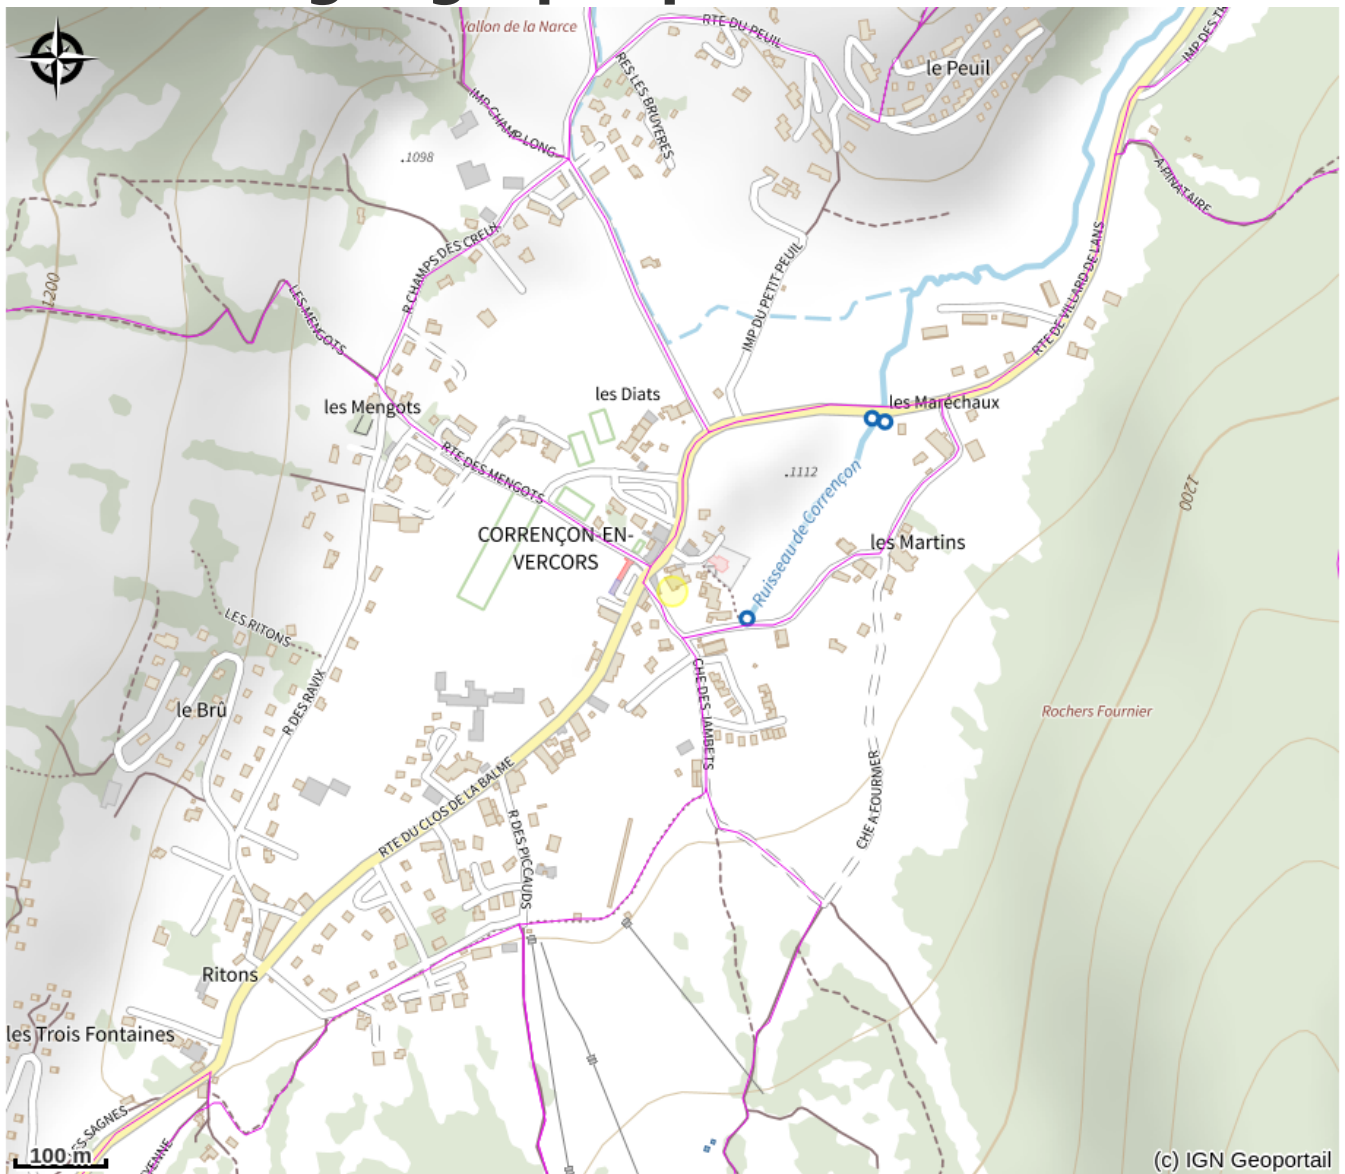 Vallon de la Narce
RTE DU PEUIL
RES LES BRUYERES
le Peuil
IMP CHAMP LONG
.1098
A PINATAIRE
R CHAMPS DES CREUX
1200
LES MENGOTS
IMP DU PETIT PEUIL
RTE DE VILLARD DE LANS
les Diats
les Mengots
les Maréchaux
RTE DES MENGOTS
.1112
1200
Ruisseau de Corrençon
CORRENÇON-EN-
VERCORS
les Martins
LES RITONS
le Brû
R DES RAVIX
CHE DES JAMBETS
Rochers Fournier
RTE DU CLOS DE LA BALME
CHE A FOURNIER
R DES PICCAUDS
Ritons
les Trois Fontaines
ES SAGNES
YENNE
100 m
(c) IGN Geoportail